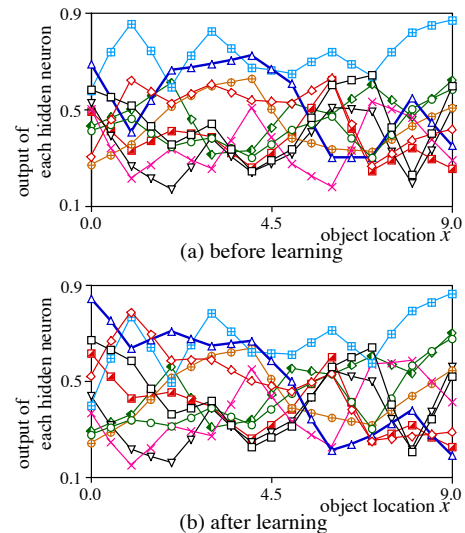 0.9
0.5
0.1
output of
each hidden neuron
0.0
4.5
9.0
object location x
(a) before learning
0.9
0.5
0.1
output of
each hidden neuron
0.0
4.5
9.0
object location x
(b) after learning